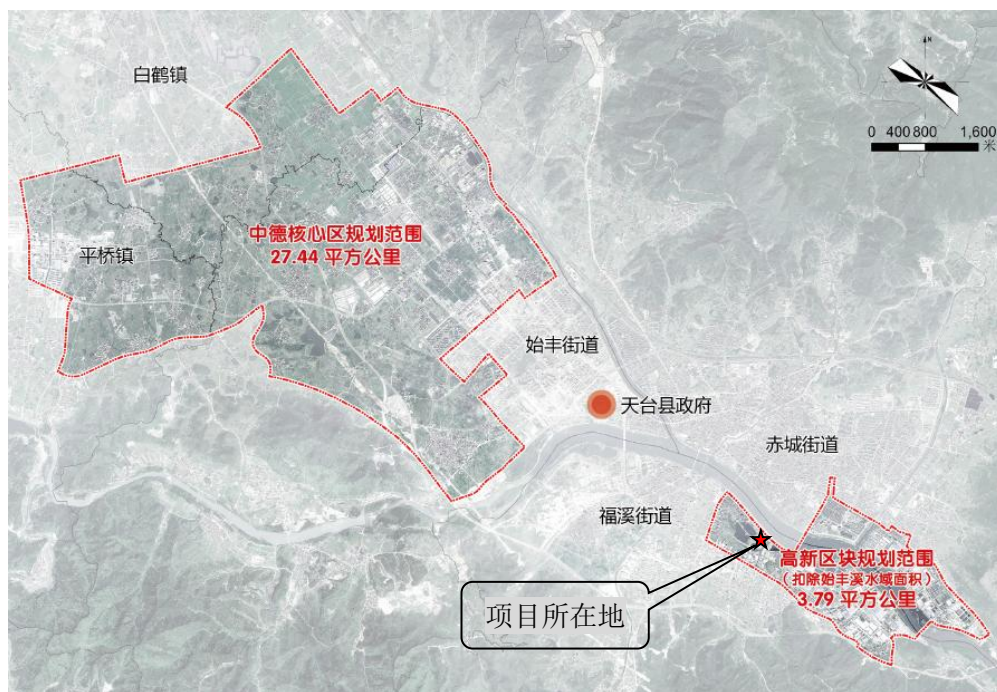 白鹤镇
N
0 400 800 1,600
米
中德核心区规划范围
27.44 平方公里
平桥镇
始丰街道
天台县政府
赤城街道
福溪街道
高新区块规划范围
（扣除始丰溪水域面积）
3.79 平方公里
项目所在地